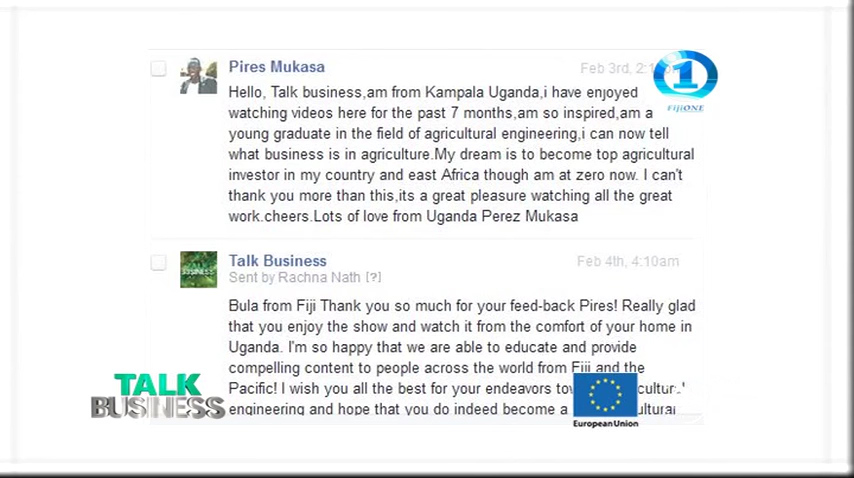 Pires Mukasa
Feb 3rd, 2:1
1
FIJI ONE
Hello, Talk business,am from Kampala Uganda,i have enjoyed
watching videos here for the past 7 months,am so inspired,am a
young graduate in the field of agricultural engineering,i can now tell
what business is in agriculture.My dream is to become top agricultural
investor in my country and east Africa though am at zero now. I can't
thank you more than this,its a great pleasure watching all the great
work.cheers.Lots of love from Uganda Perez Mukasa
TALK BUSINESS
Talk Business
Feb 4th, 4:10am
Sent by Rachna Nath [?]
Bula from Fiji Thank you so much for your feed-back Pires! Really glad
that you enjoy the show and watch it from the comfort of your home in
Uganda. I'm so happy that we are able to educate and provide
compelling content to people across the world from Fiji and the
Pacific! I wish you all the best for your endeavors
engineering and hope that you do indeed become a
TALK
BUSINESS
European Union